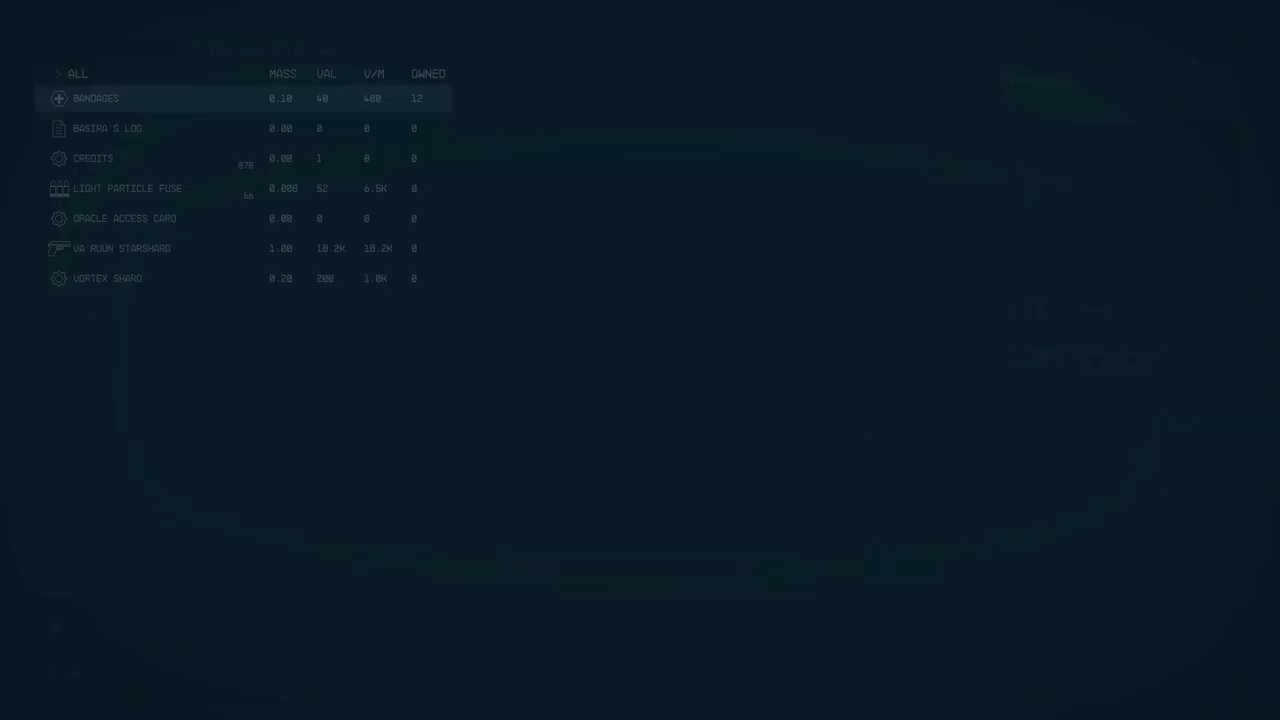 > ALL MASS VAL V/M OWNED
BANDAGES 0.10 40 400 12
BASIRA'S LOG 0.00 0 0 0
CREDITS 878 0.00 1 0 0
LIGHT PARTICLE FUSE 66 0.008 52 6.5K 0
ORACLE ACCESS CARD 0.00 0 0 0
VA'RUUN STARSHARD 1.00 18.2K 18.2K 0
VORTEX SHARD 0.20 200 1.0K 0